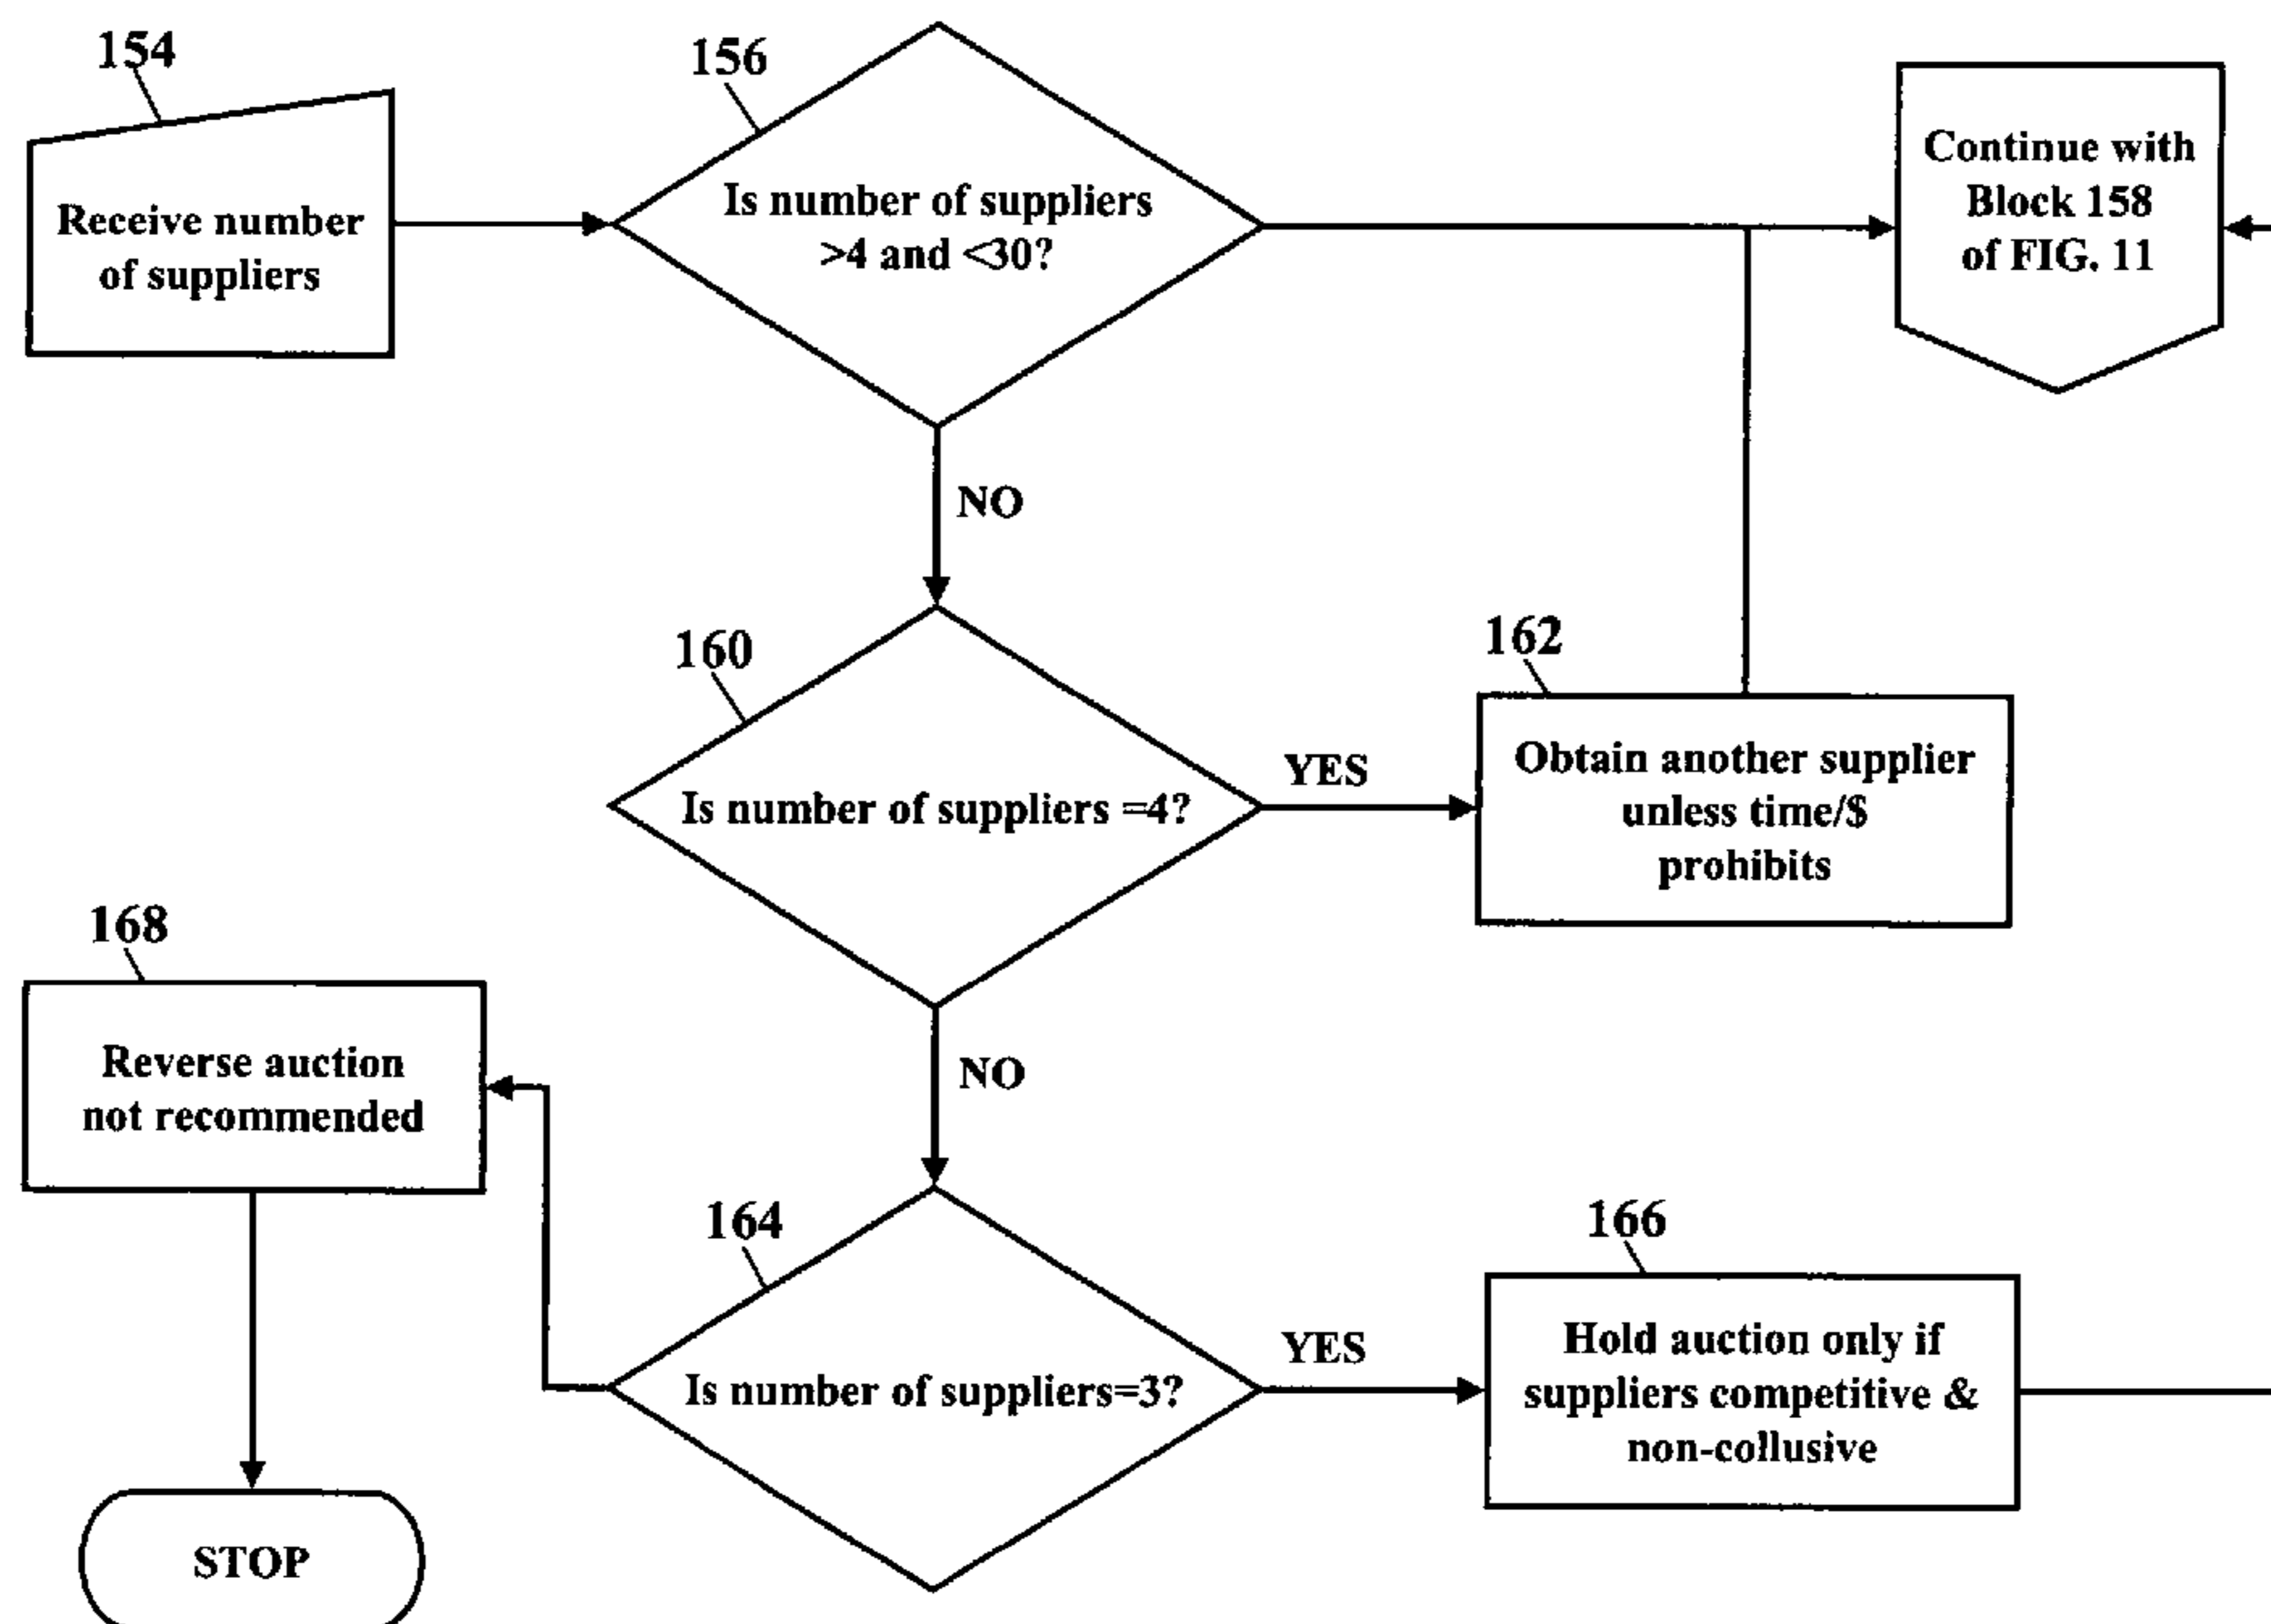 154
Receive number
of suppliers
156
Is number of suppliers
>4 and <30?
Continue with
Block 158
of FIG. 11
NO
160
Is number of suppliers =4?
YES
162
Obtain another supplier
unless time/$
prohibits
NO
168
Reverse auction
not recommended
164
Is number of suppliers=3?
YES
166
Hold auction only if
suppliers competitive &
non-collusive
STOP